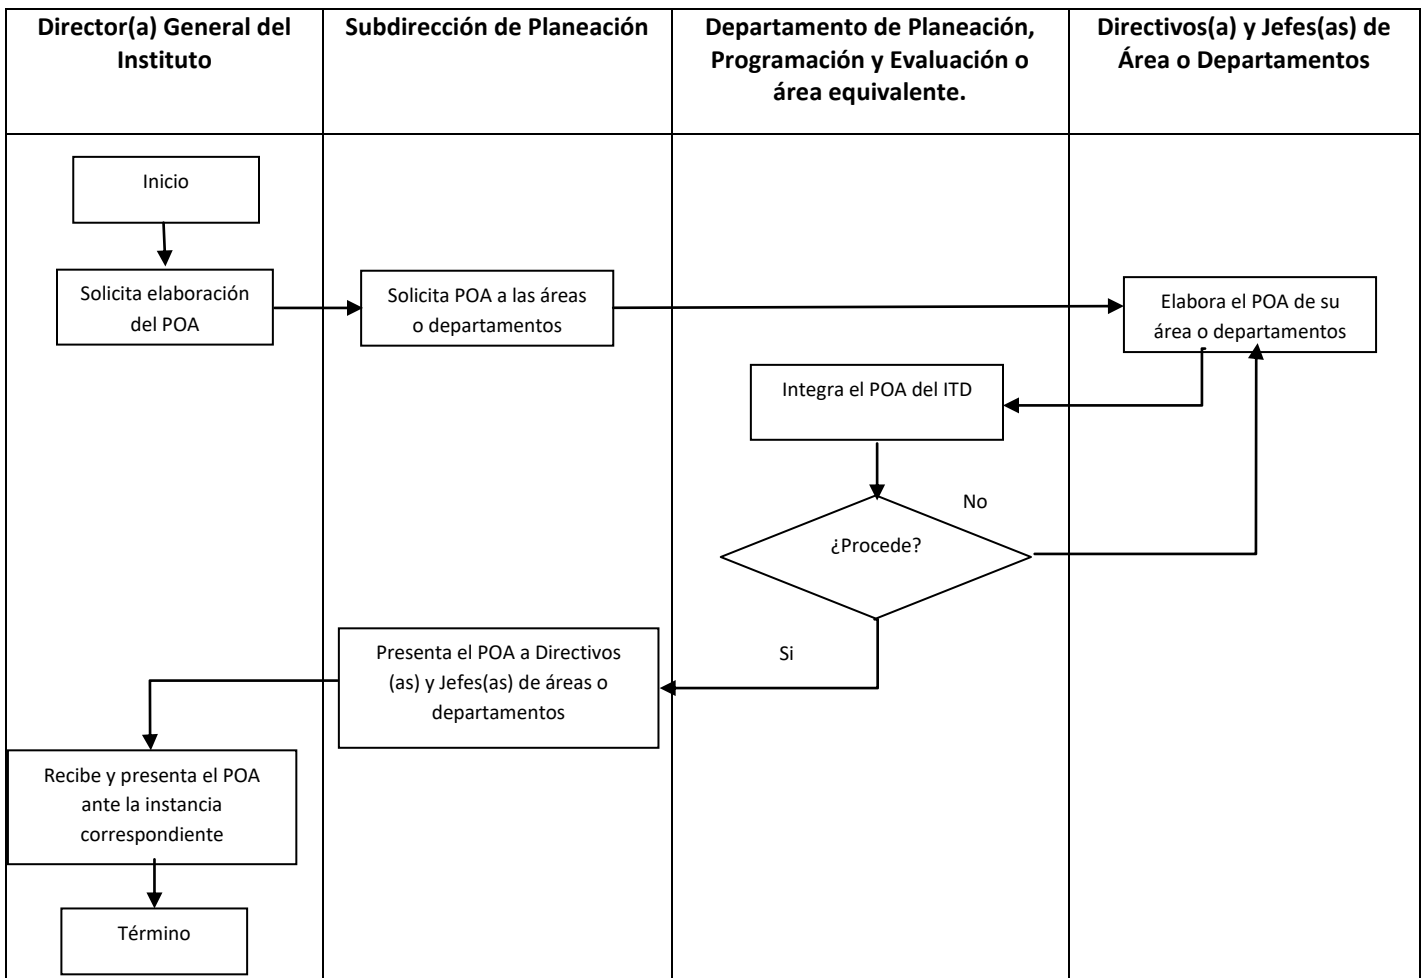 Director(a) General del
Instituto
Subdirección de Planeación
Departamento de Planeación,
Programación y Evaluación o
área equivalente.
Directivos(a) y Jefes(as) de
Área o Departamentos
Inicio
Solicita elaboración
del POA
Solicita POA a las áreas
o departamentos
Elabora el POA de su
área o departamentos
Integra el POA del ITD
No
¿Procede?
Si
Presenta el POA a Directivos
(as) y Jefes(as) de áreas o
departamentos
Recibe y presenta el POA
ante la instancia
correspondiente
Término